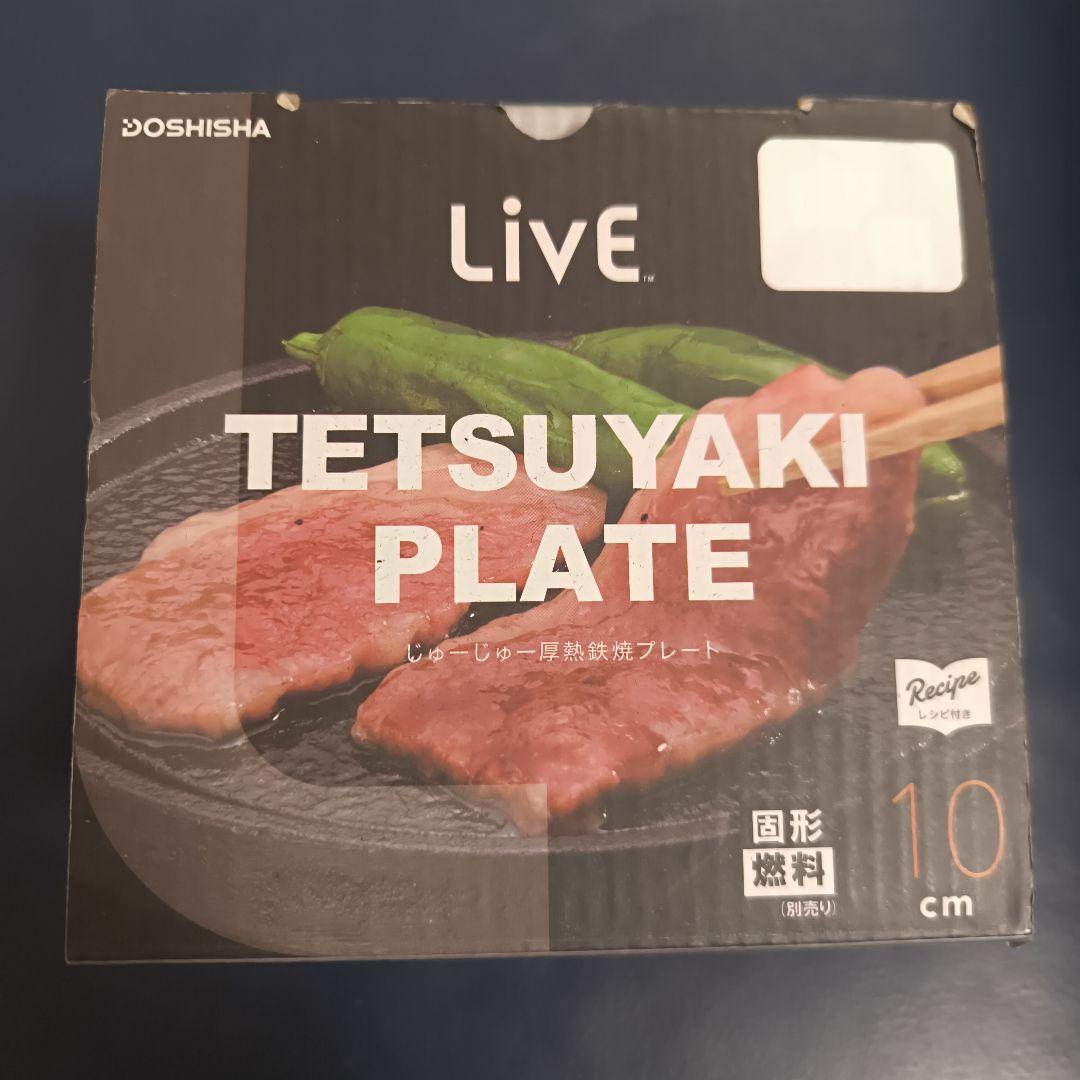 DOSHISHA
LivE™
TETSUYAKI
PLATE
じゅーじゅー厚熱鉄焼プレート
Recipe
レシピ付き
固形
燃料
(別売り)
10
cm